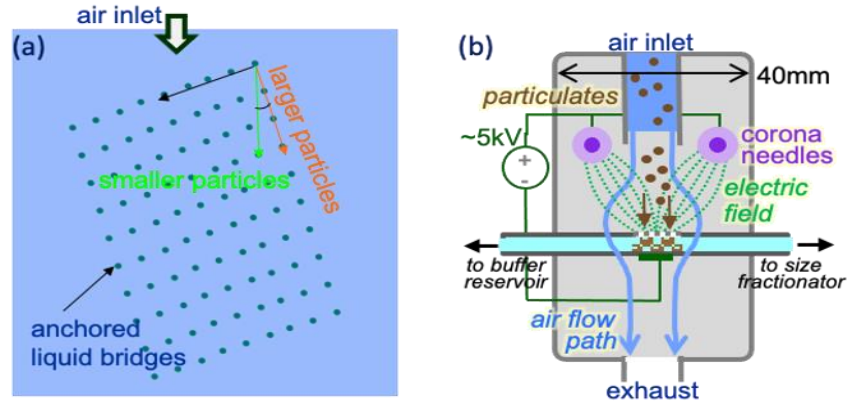 air inlet
(a)
larger particles
smaller particles
anchored
liquid bridges
(b)
air inlet
40mm
particulates
~5kV
+
-
corona
needles
electric
field
to buffer
reservoir
to size
fractionator
air flow
path
exhaust